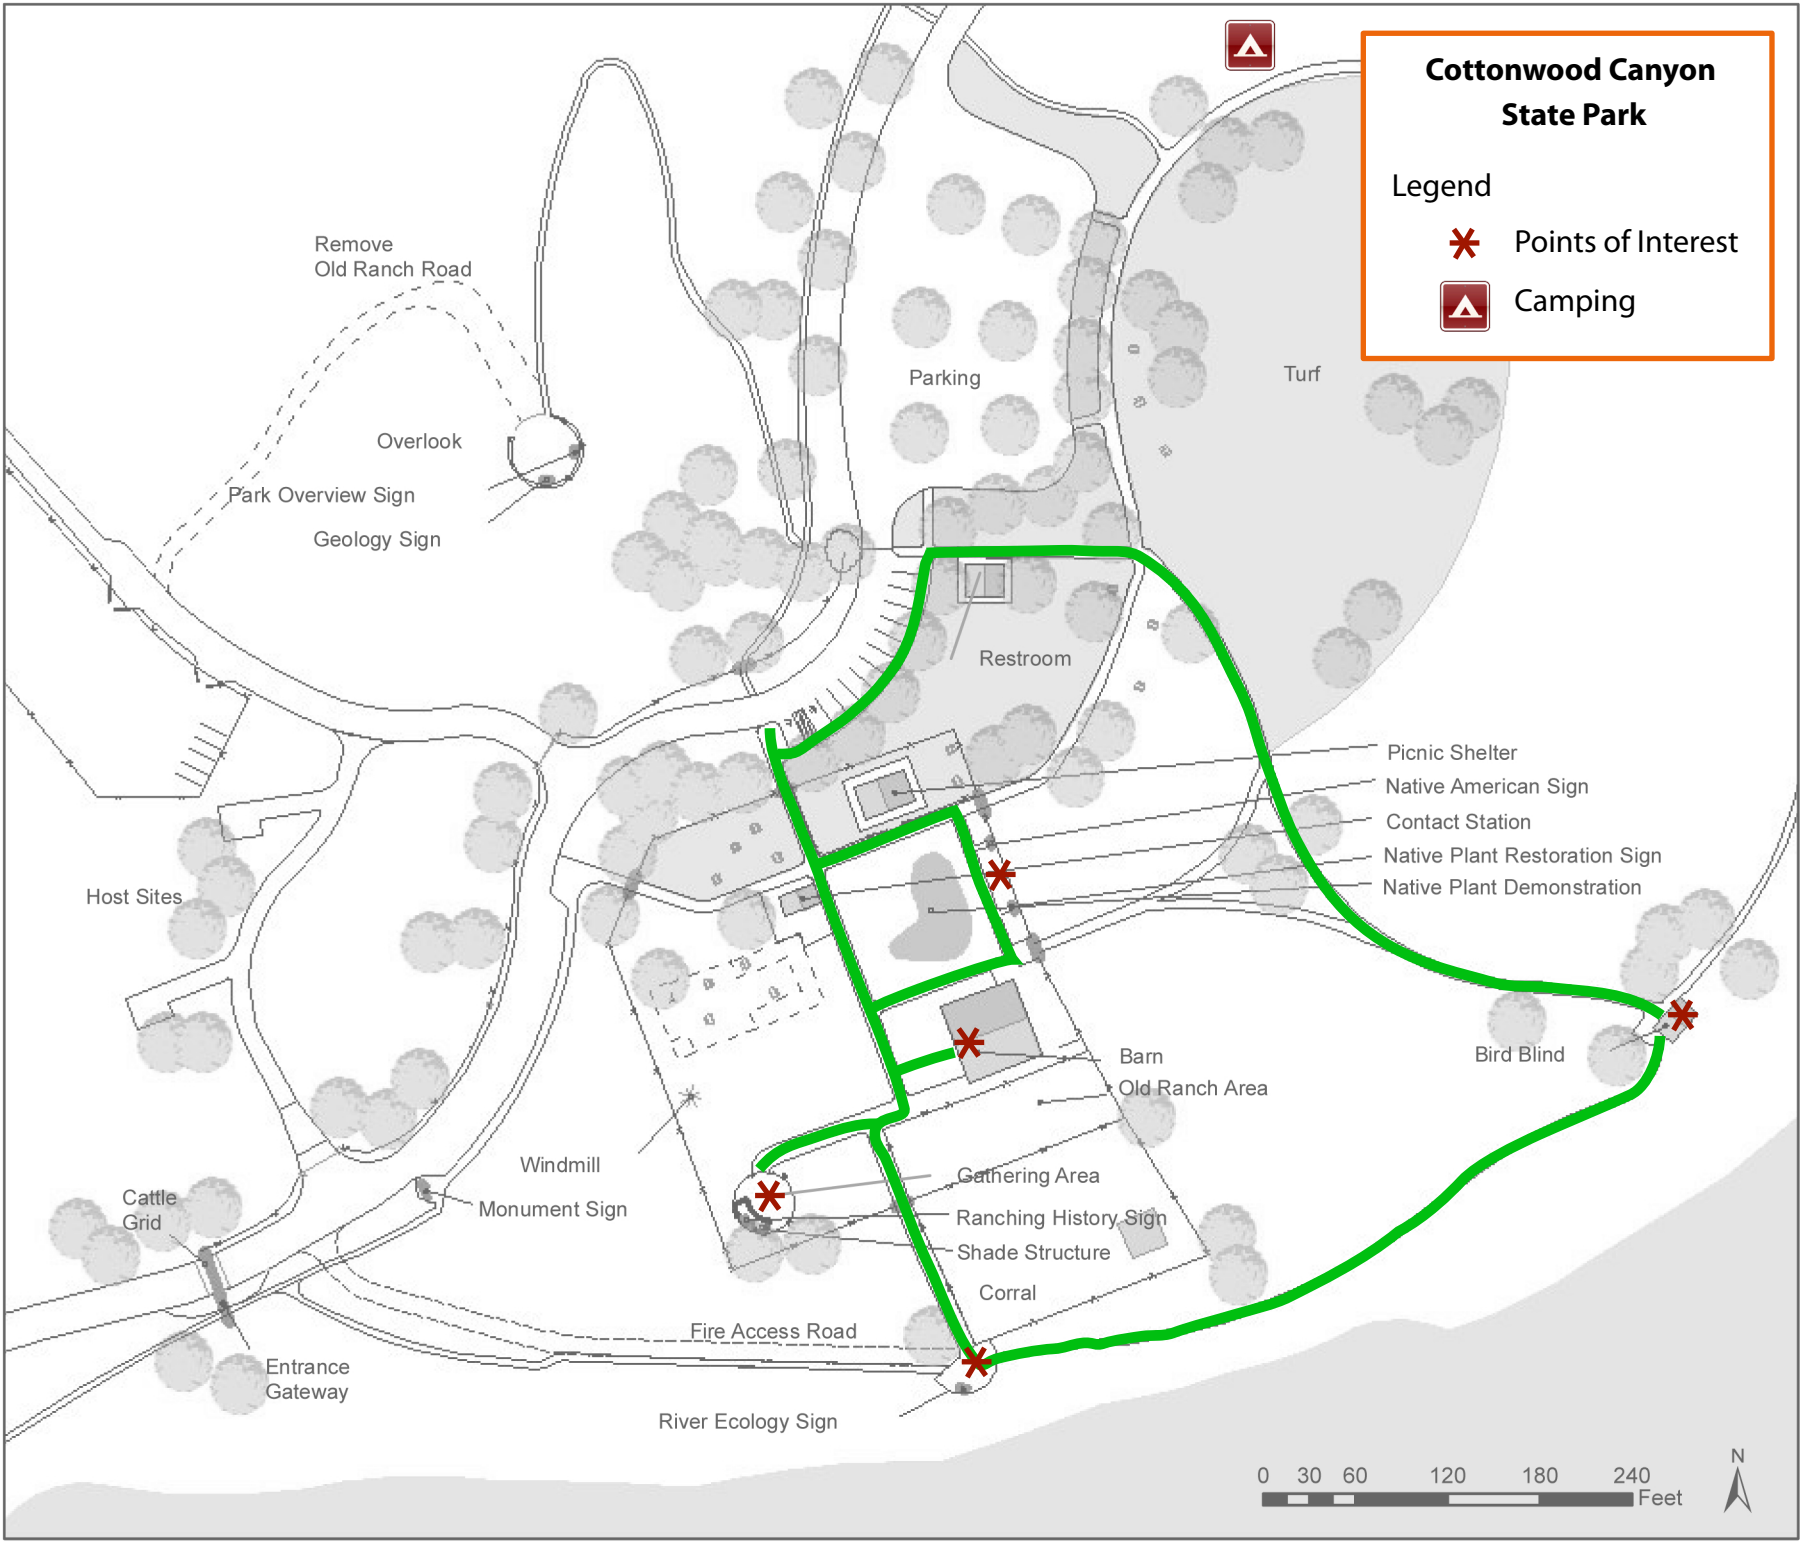 Cottonwood Canyon
State Park
Legend
Points of Interest
Camping
Remove
Old Ranch Road
Overlook
Park Overview Sign
Geology Sign
Parking
Turf
Restroom
Picnic Shelter
Native American Sign
Contact Station
Native Plant Restoration Sign
Native Plant Demonstration
Host Sites
Bird Blind
Barn
Old Ranch Area
Windmill
Gathering Area
Monument Sign
Ranching History Sign
Shade Structure
Cattle
Grid
Corral
Fire Access Road
Entrance
Gateway
River Ecology Sign
N
0 30 60 120 180 240
Feet